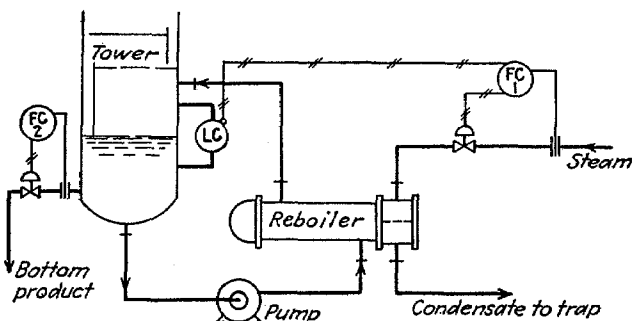 Tower
FC
1
FC
2
LC
Steam
Reboiler
Bottom
product
Pump
Condensate to trap